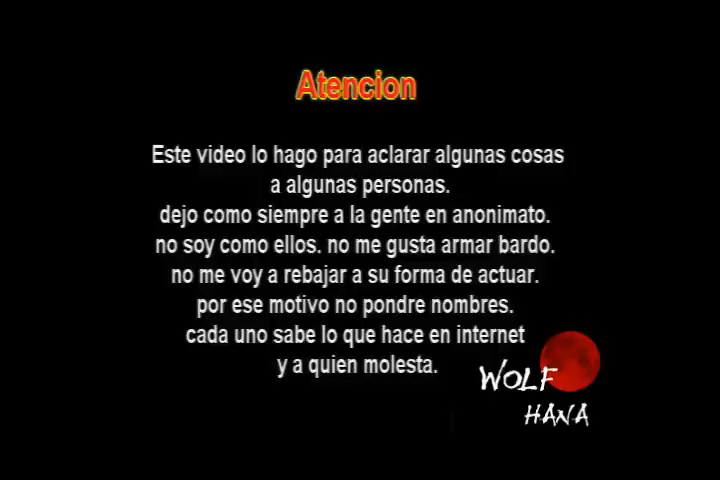 Atencion
Este video lo hago para aclarar algunas cosas
a algunas personas.
dejo como siempre a la gente en anonimato.
no soy como ellos. no me gusta armar bardo.
no me voy a rebajar a su forma de actuar.
por ese motivo no pondre nombres.
cada uno sabe lo que hace en internet
y a quien molesta.
WOLF
HANA